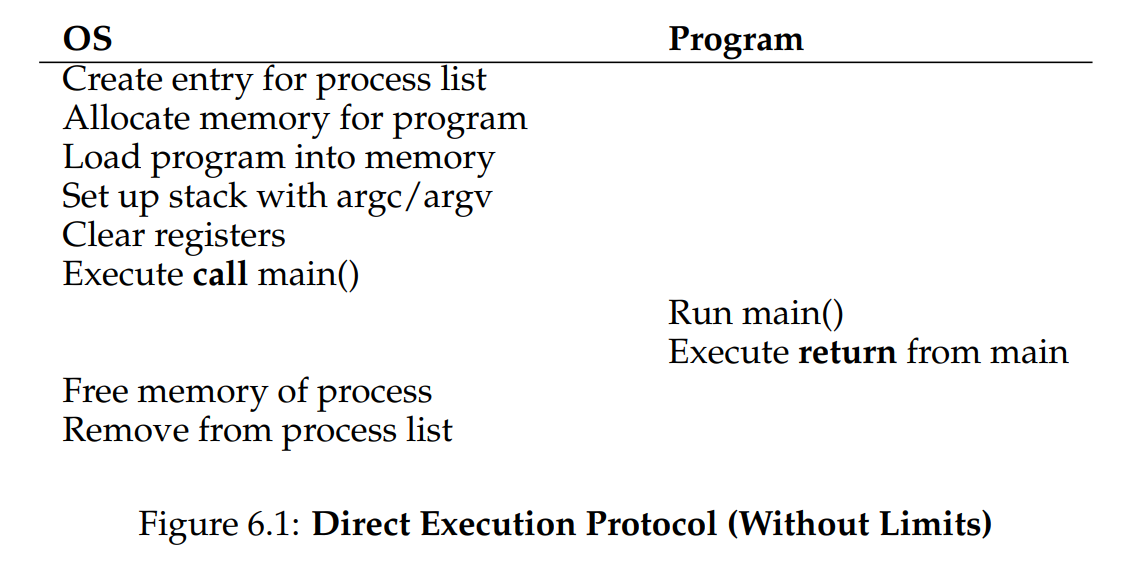 OS Program
Create entry for process list
Allocate memory for program
Load program into memory
Set up stack with argc/argv
Clear registers
Execute call main()
Run main()
Execute return from main
Free memory of process
Remove from process list
Figure 6.1: Direct Execution Protocol (Without Limits)